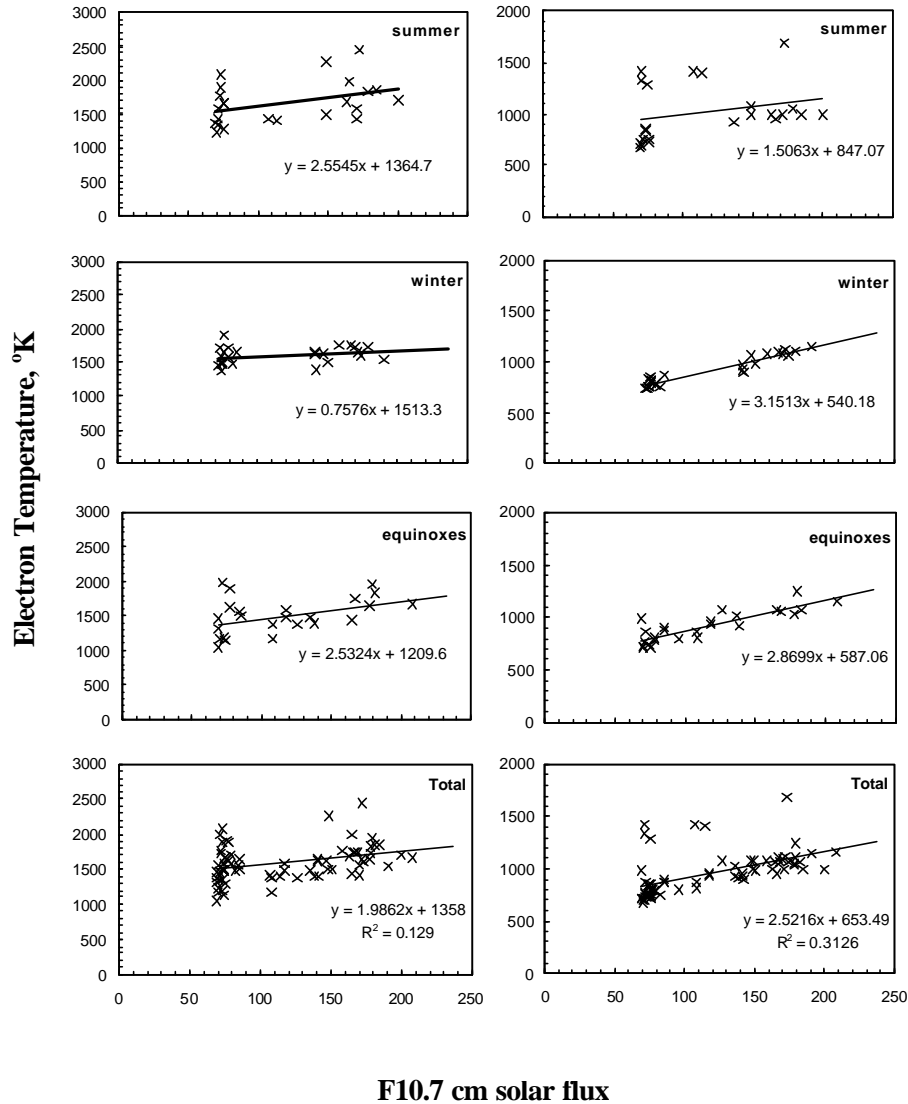 Electron Temperature, °K
3000
2500
2000
1500
1000
500
0
summer
y = 2.5545x + 1364.7
2000
1500
1000
500
0
summer
y = 1.5063x + 847.07
3000
2500
2000
1500
1000
500
0
winter
y = 0.7576x + 1513.3
2000
1500
1000
500
0
winter
y = 3.1513x + 540.18
3000
2500
2000
1500
1000
500
0
equinoxes
y = 2.5324x + 1209.6
2000
1500
1000
500
0
equinoxes
y = 2.8699x + 587.06
3000
2500
2000
1500
1000
500
0
Total
y = 1.9862x + 1358
R² = 0.129
0 50 100 150 200 250
2000
1500
1000
500
0
Total
y = 2.5216x + 653.49
R² = 0.3126
0 50 100 150 200 250
F10.7 cm solar flux